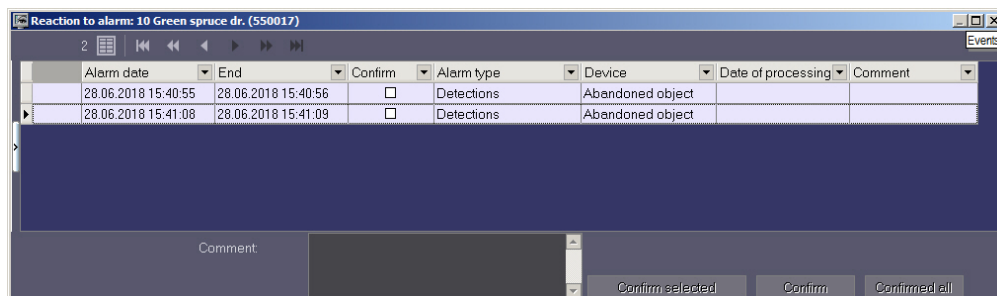 Reaction to alarm: 10 Green spruce dr. (550017)
2
Events
Alarm date End Confirm Alarm type Device Date of processing Comment
28.06.2018 15:40:55 28.06.2018 15:40:56 Detections Abandoned object
28.06.2018 15:41:08 28.06.2018 15:41:09 Detections Abandoned object
Comment:
Confirm selected Confirm Confirmed all